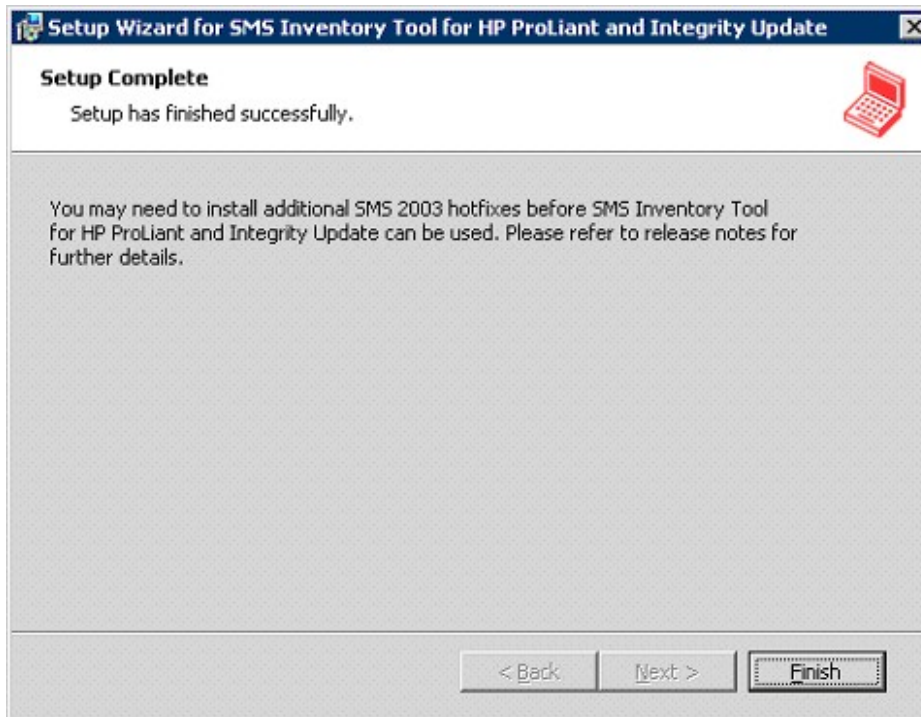 Setup Wizard for SMS Inventory Tool for HP ProLiant and Integrity Update
Setup Complete
Setup has finished successfully.
You may need to install additional SMS 2003 hotfixes before SMS Inventory Tool
for HP ProLiant and Integrity Update can be used. Please refer to release notes for
further details.
< Back
Next >
Finish